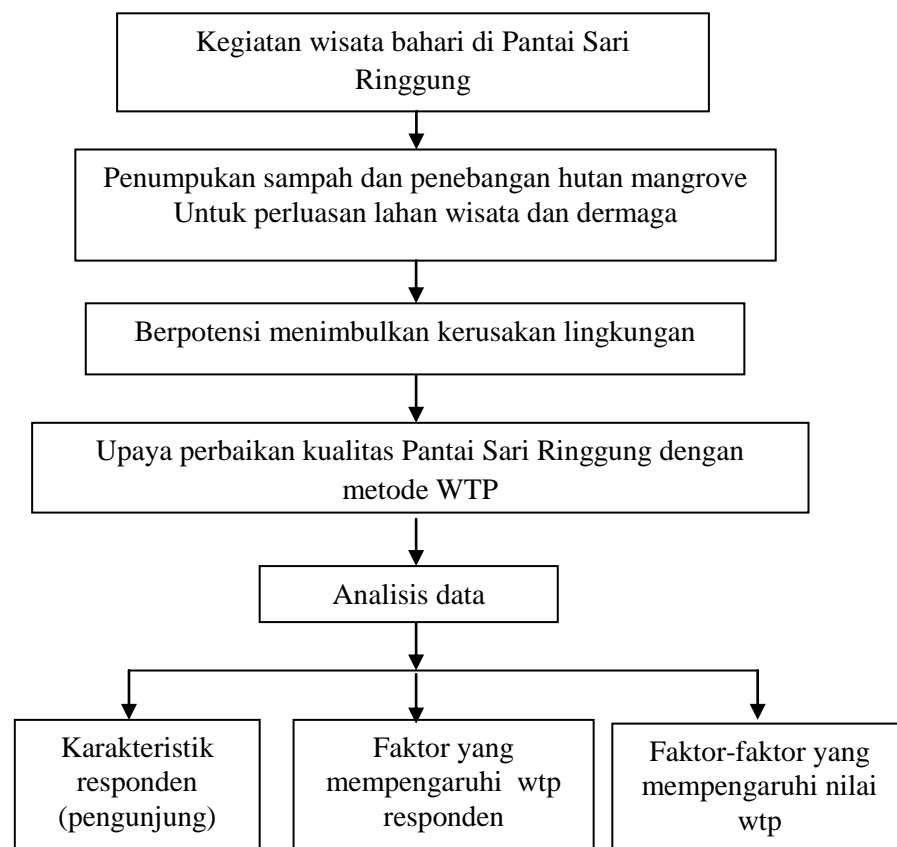 Kegiatan wisata bahari di Pantai Sari
Ringgung
Penumpukan sampah dan penebangan hutan mangrove
Untuk perluasan lahan wisata dan dermaga
Berpotensi menimbulkan kerusakan lingkungan
Upaya perbaikan kualitas Pantai Sari Ringgung dengan
metode WTP
Analisis data
Karakteristik
responden
(pengunjung)
Faktor yang
mempengaruhi wtp
responden
Faktor-faktor yang
mempengaruhi nilai
wtp